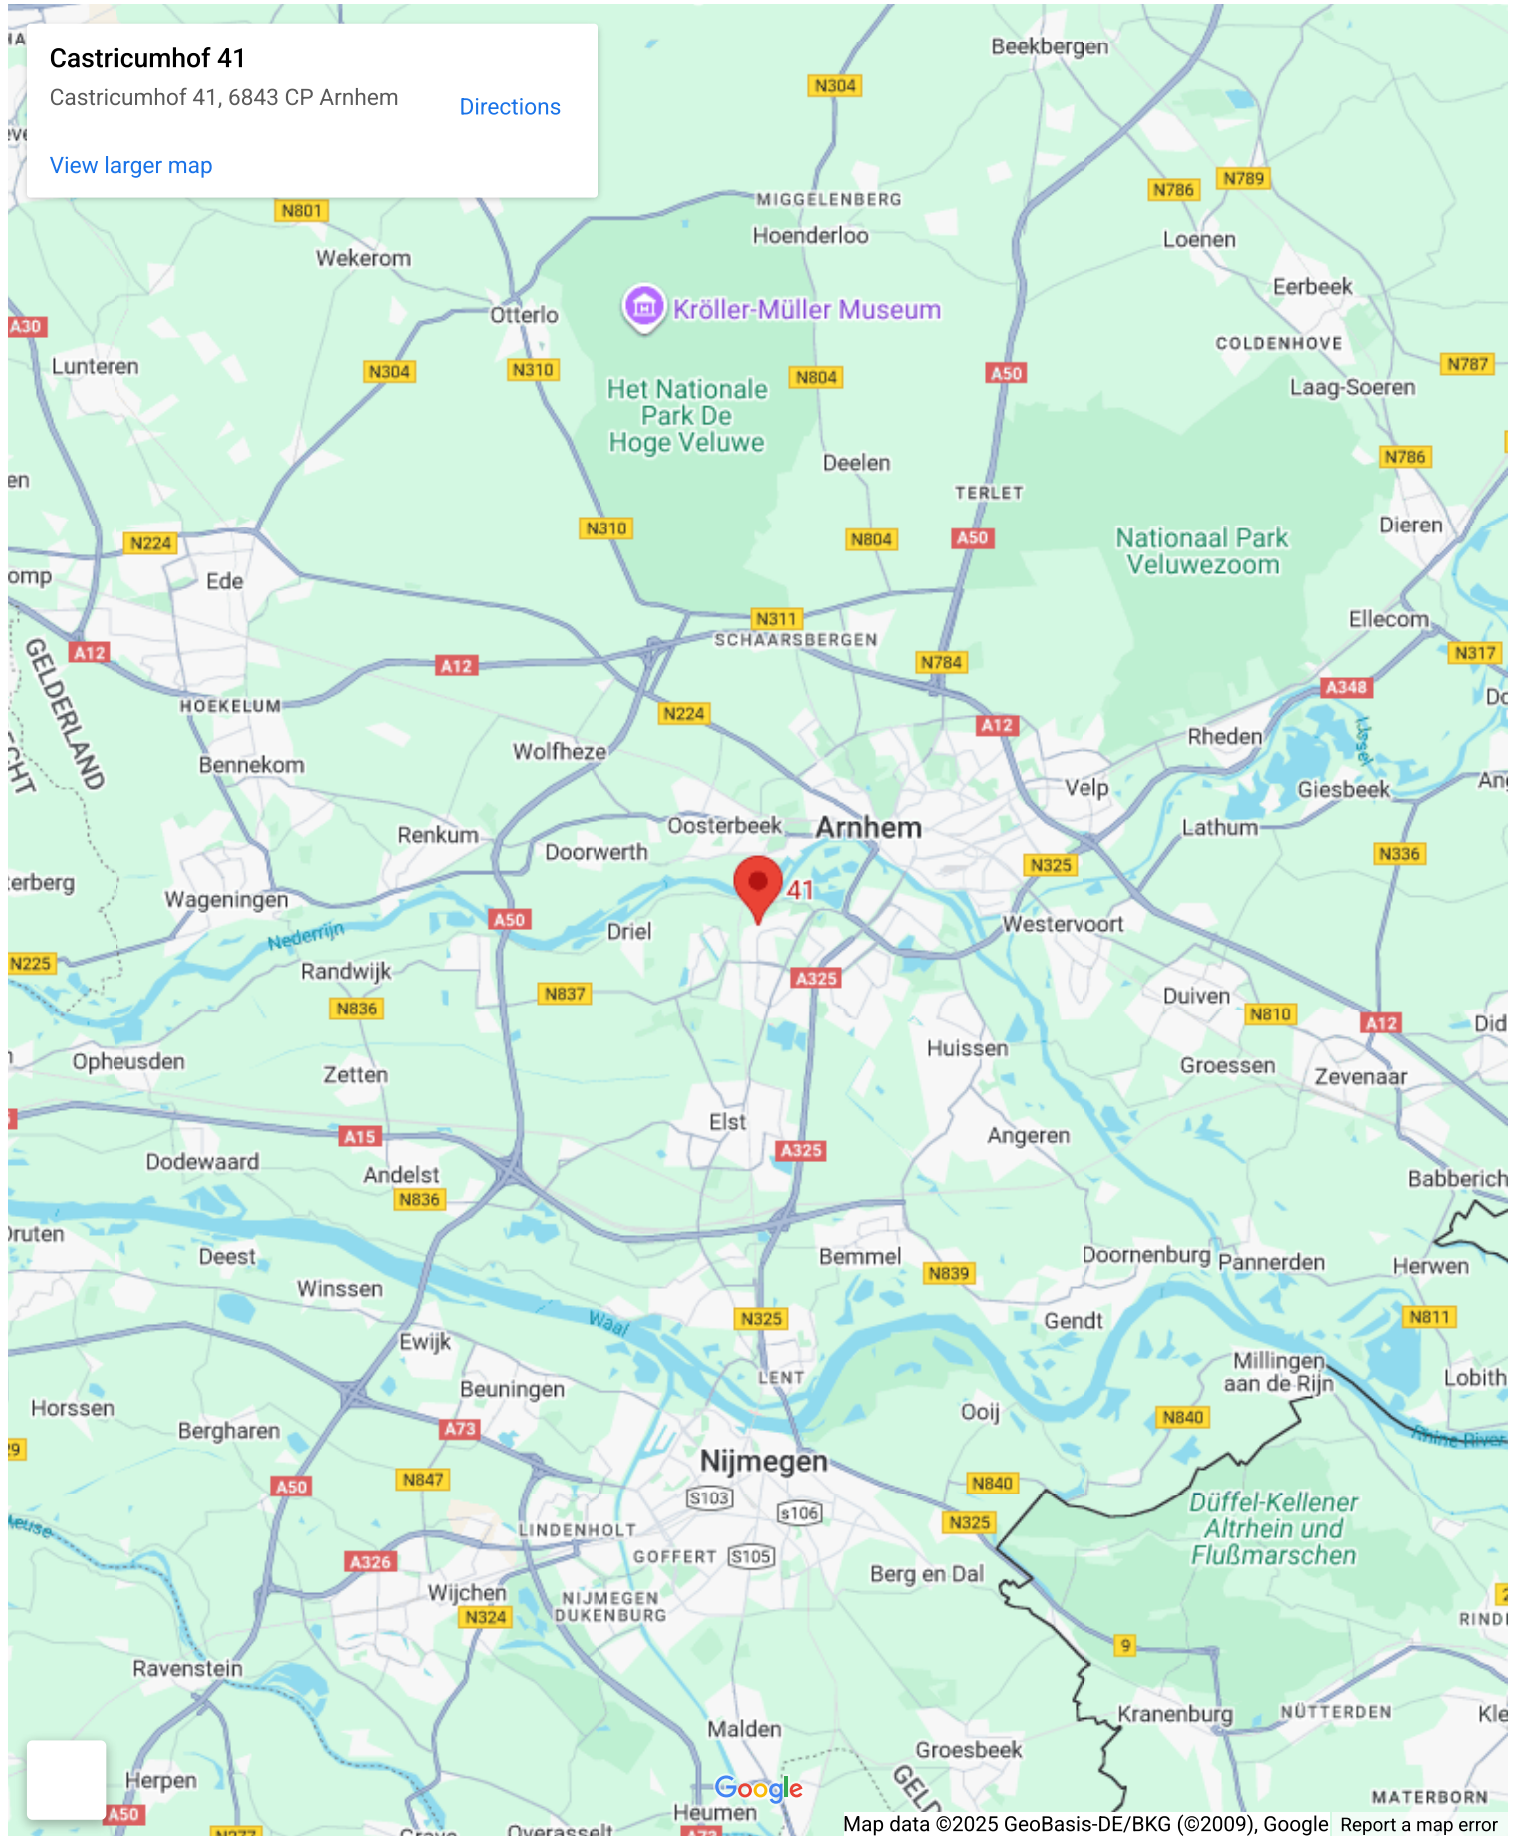 Castricumhof 41
Castricumhof 41, 6843 CP Arnhem
Directions
View larger map
Beekbergen
N304
N786
N789
N801
MIGGELENBERG
Hoenderloo
Loenen
Wekerom
Eerbeek
Otterlo
Kröller-Müller Museum
A30
COLDENHOVE
Lunteren
N304
N310
N804
A50
N787
Het Nationale
Park De
Hoge Veluwe
Laag-Soeren
Deelen
N786
TERLET
N310
N804
A50
Dieren
N224
Nationaal Park
Veluwezoom
Ede
N311
Ellecom
SCHAARSBERGEN
A12
A12
N784
N317
GELDERLAND
A348
HOEKELUM
N224
A12
IJssel
Wolfheze
Rheden
Bennekom
Velp
Giesbeek
Renkum
Oosterbeek
Arnhem
Lathum
Doorwerth
N325
N336
41
Wageningen
A50
Driel
Westervoort
Nederrijn
N225
Randwijk
A325
N837
N836
Duiven
N810
A12
Huissen
Opheusden
Zetten
Groessen
Zevenaar
Elst
A15
A325
Angeren
Dodewaard
Andelst
N836
Babberich
Deest
Bemmel
Doornenburg
Pannerden
Herwen
N839
Winssen
N325
Waal
Gendt
N811
Ewijk
Millingen
aan de Rijn
LENT
Beuningen
Lobith
Horssen
Ooij
N840
Bergharen
A73
Rhine River
Nijmegen
N847
A50
N840
S103
s106
N325
Düffel-Kellener
Altrhein und
Flußmarschen
LINDENHOLT
GOFFERT
S105
A326
Berg en Dal
Wijchen
NIJMEGEN
DUKENBURG
N324
9
Ravenstein
Kranenburg
NÜTTERDEN
Malden
Groesbeek
Herpen
Google
MATERBORN
A50
Heumen
Map data ©2025 GeoBasis-DE/BKG (©2009), Google
Report a map error